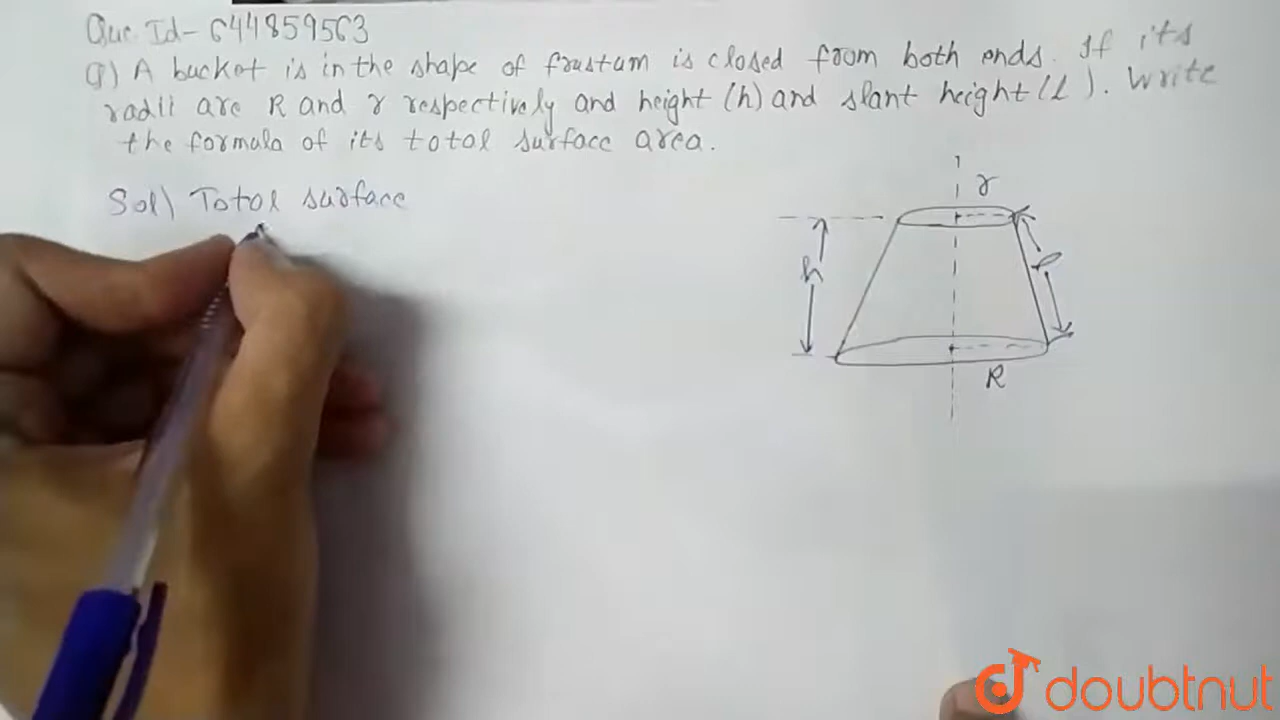 Que Id- 644859563
Q) A bucket is in the shape of frustum is closed from both ends. If its
radii are R and r respectively and height (h) and slant height (l). Write
the formula of its total surface area.
Sol) Total surface
r
h
l
R
doubtnut